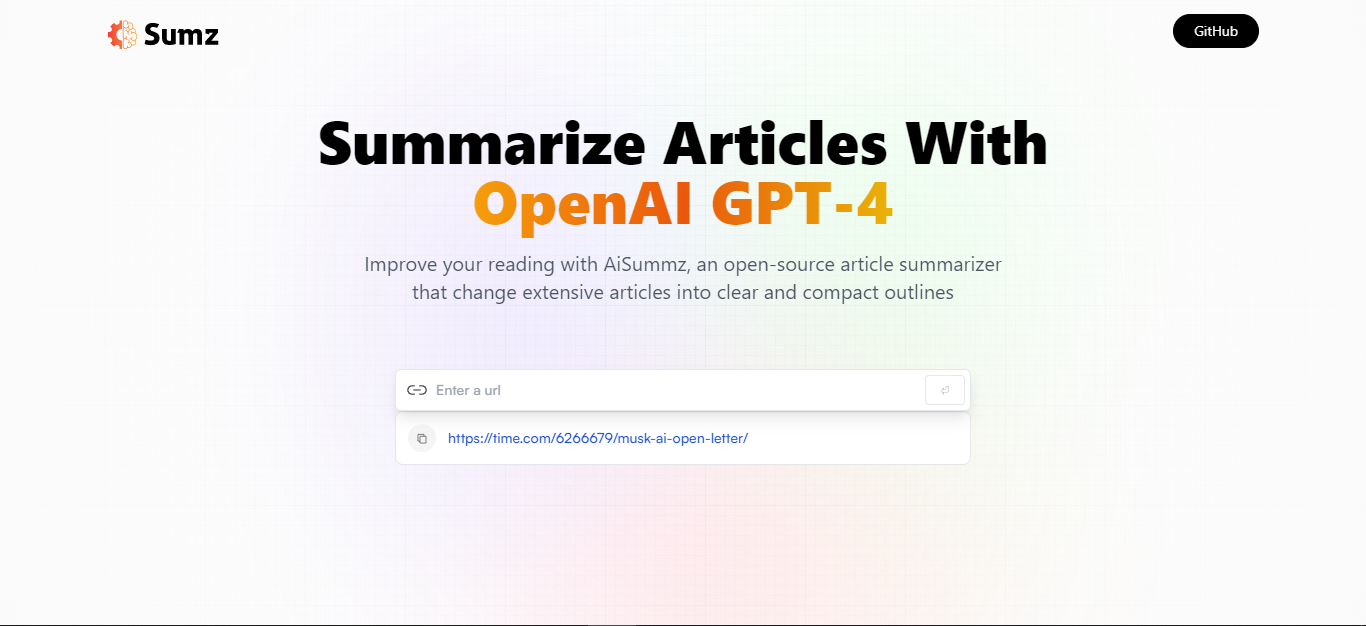 Sumz
GitHub
Summarize Articles With
OpenAI GPT-4
Improve your reading with AiSummz, an open-source article summarizer
that change extensive articles into clear and compact outlines
Enter a url
https://time.com/6266679/musk-ai-open-letter/